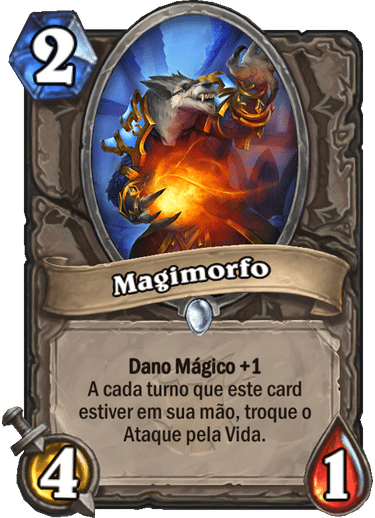 2
Magimorfo
Dano Mágico +1
A cada turno que este card
estiver em sua mão, troque o
Ataque pela Vida.
4
1